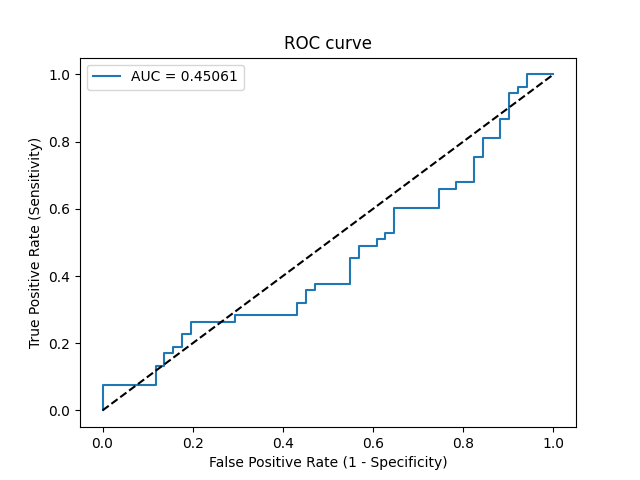 ROC curve
AUC = 0.45061
True Positive Rate (Sensitivity)
1.0
0.8
0.6
0.4
0.2
0.0
0.0 0.2 0.4 0.6 0.8 1.0
False Positive Rate (1 - Specificity)